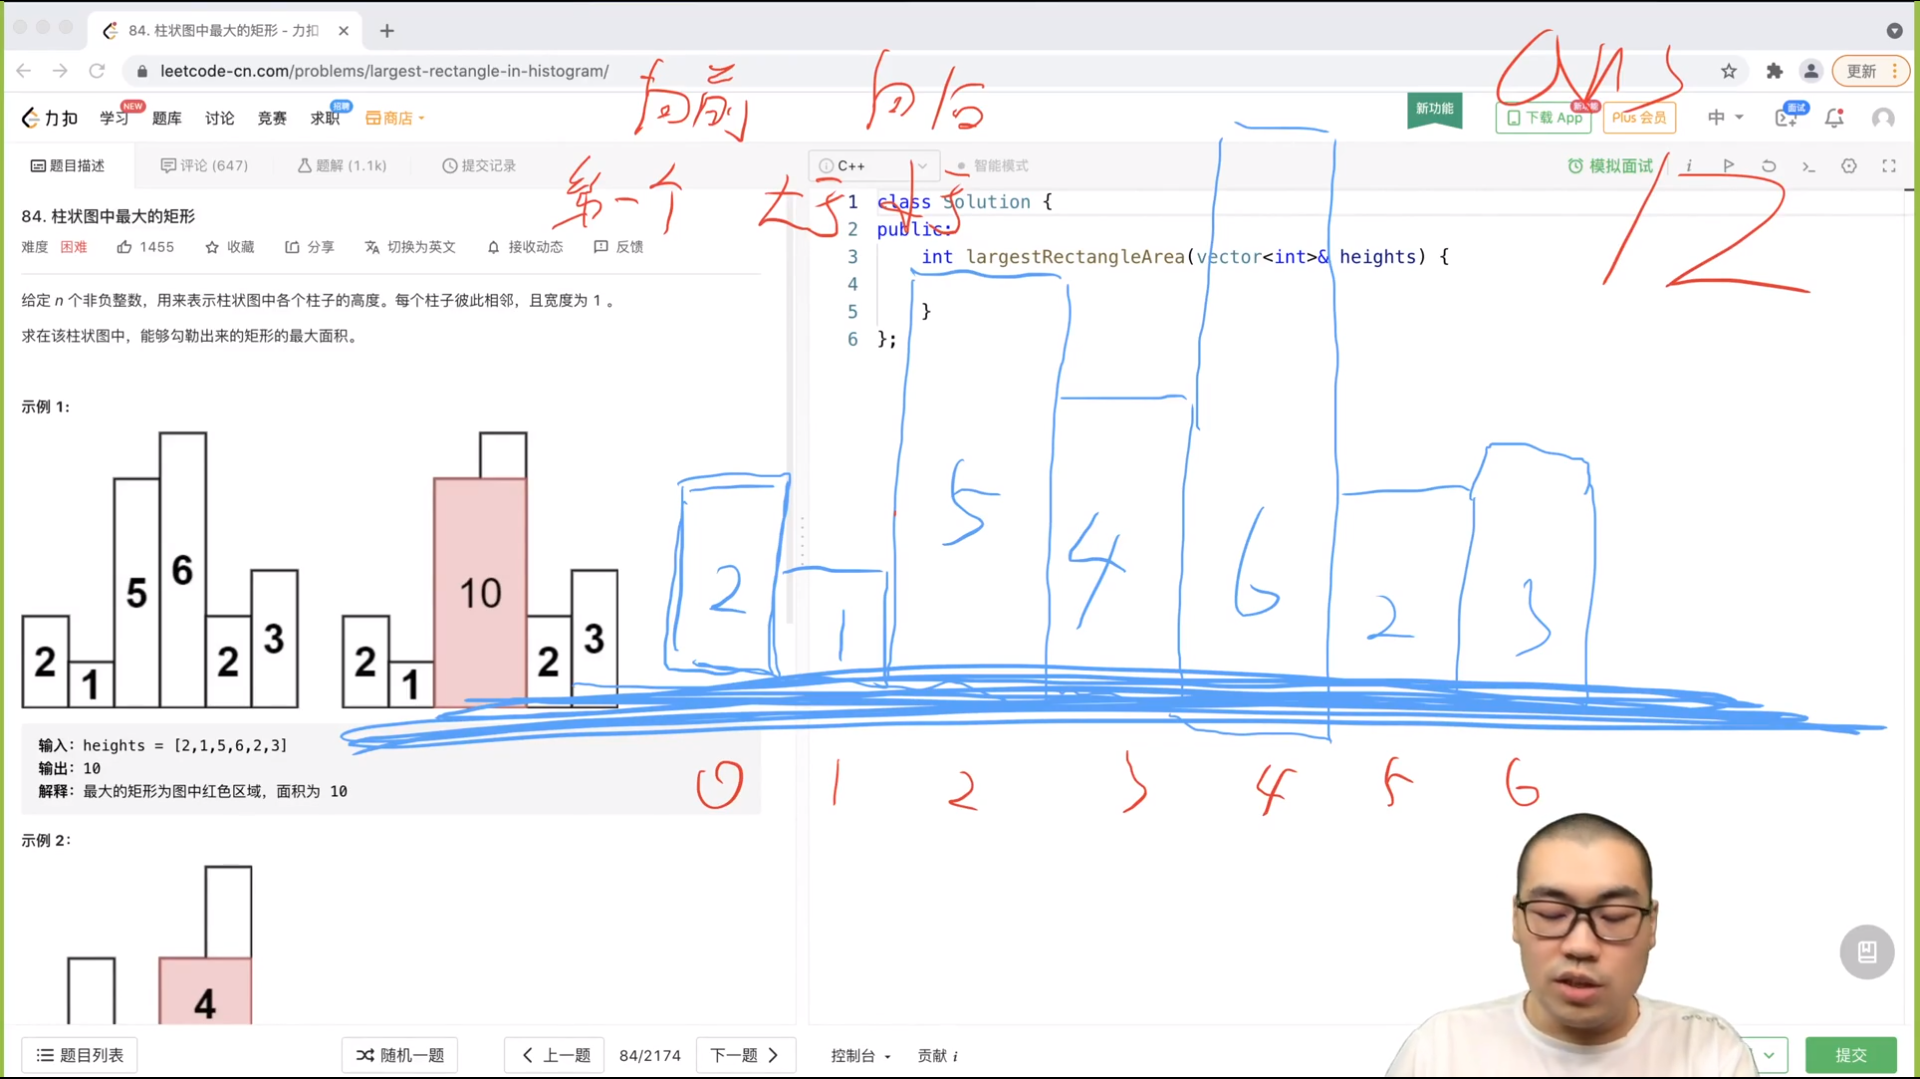 84. 柱状图中最大的矩形 - 力扣
leetcode-cn.com/problems/largest-rectangle-in-histogram/
更新
力扣
学习
NEW
题库
讨论
竞赛
求职
招聘
商店
新功能
下载 App
新功能
Plus 会员
中
面试
向前
向后
ans
12
第一个
大于
小于
题目描述
评论 (647)
题解 (1.1k)
提交记录
C++
智能模式
模拟面试
84. 柱状图中最大的矩形
难度 困难 1455 收藏 分享 切换为英文 接收动态 反馈
给定 n 个非负整数，用来表示柱状图中各个柱子的高度。每个柱子彼此相邻，且宽度为 1 。
求在该柱状图中，能够勾勒出来的矩形的最大面积。
1 class Solution {
2 public:
3 int largestRectangleArea(vector<int>& heights) {
4
5 }
6 };
示例 1:
2 1 5 6 2 3
2 1 10 2 3
2 1 5 4 6 2 3
0 1 2 3 4 5 6
输入：heights = [2,1,5,6,2,3]
输出：10
解释：最大的矩形为图中红色区域，面积为 10
示例 2:
4
题目列表
随机一题
上一题
84/2174
下一题
控制台
贡献 i
提交